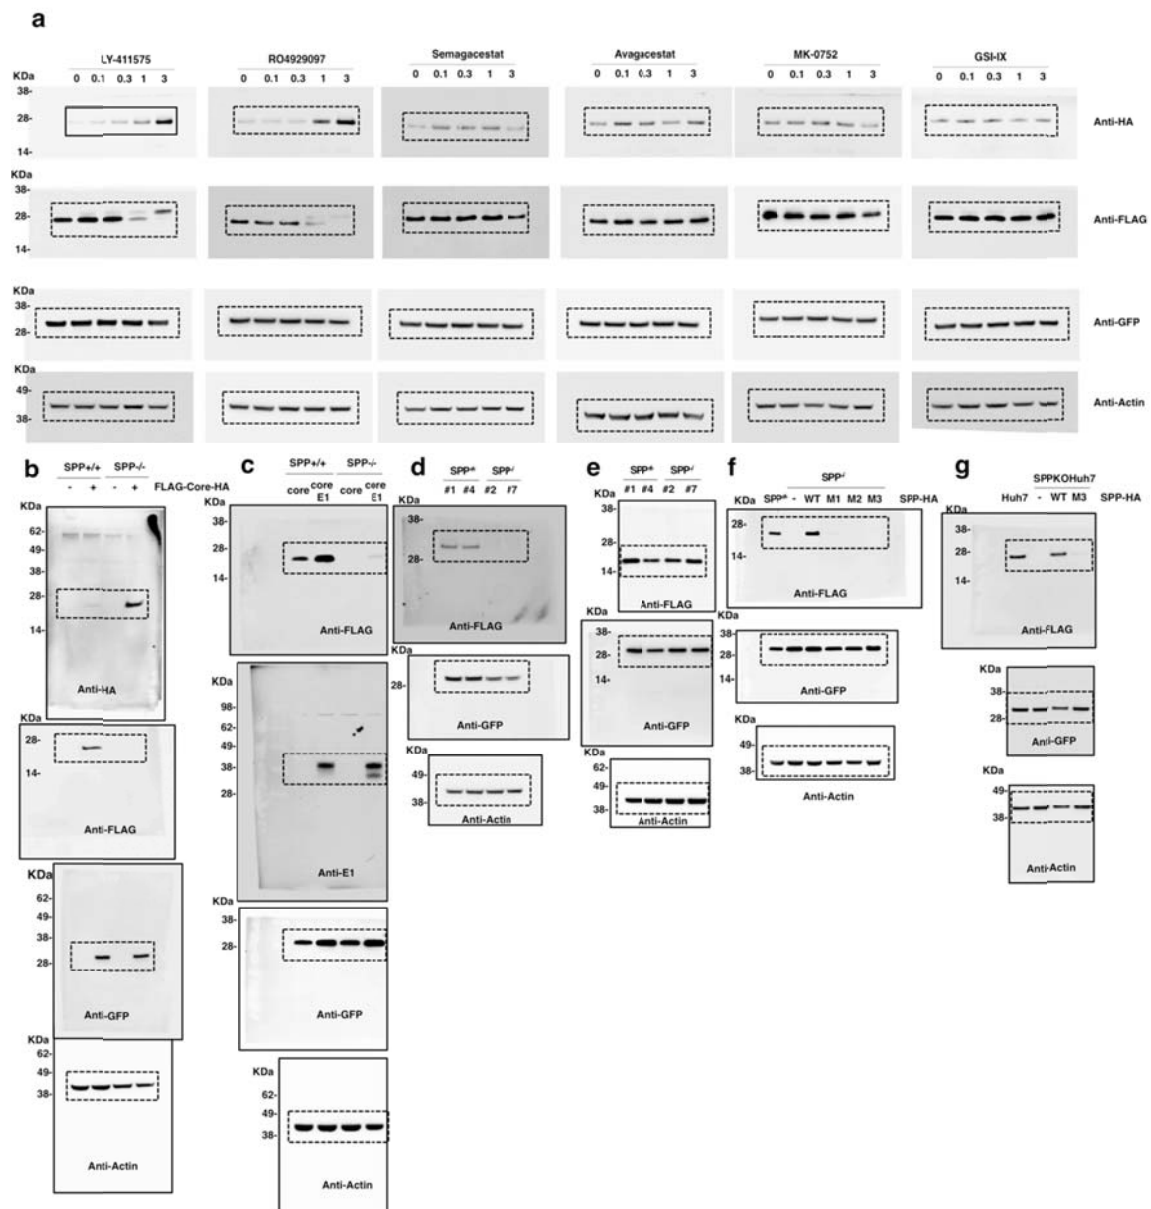 a
LY-411575 RO4929097 Semagacestat Avagacestat MK-0752 GSI-IX
KDa 0 0.1 0.3 1 3 0 0.1 0.3 1 3 0 0.1 0.3 1 3 0 0.1 0.3 1 3 0 0.1 0.3 1 3 0 0.1 0.3 1 3
38-
28- Anti-HA
14-
KDa
38-
28- Anti-FLAG
14-
KDa
38-
28- Anti-GFP
KDa
49-
38- Anti-Actin
b
SPP+/+ SPP-/-
- + - + FLAG-Core-HA
KDa
62-
49-
38-
28-
14-
Anti-HA
KDa
28-
14-
Anti-FLAG
KDa
62-
49-
38-
28-
Anti-GFP
KDa
62-
49-
38-
Anti-Actin
c
SPP+/+ SPP-/-
core core E1 core core E1
KDa
38-
28-
14-
Anti-FLAG
KDa
98-
62-
49-
38-
28-
Anti-E1
38-
28-
Anti-GFP
KDa
62-
49-
38-
Anti-Actin
d
#1 #4 #2 #7
KDa
38-
28-
Anti-FLAG
KDa
28-
Anti-GFP
KDa
49-
38-
Anti-Actin
e
#1 #4 #2 #7
KDa
38-
28-
14-
Anti-FLAG
KDa
38-
28-
14-
Anti-GFP
KDa
62-
49-
38-
Anti-Actin
f
- WT M1 M2 M3 SPP-HA
KDa
28-
14-
Anti-FLAG
KDa
38-
28-
Anti-GFP
KDa
49-
38-
Anti-Actin
g
SPPKOHuh7
Huh7 - WT M3 SPP-HA
KDa
38-
28-
14-
Anti-FLAG
KDa
38-
28-
Anti-GFP
KDa
49-
38-
Anti-Actin